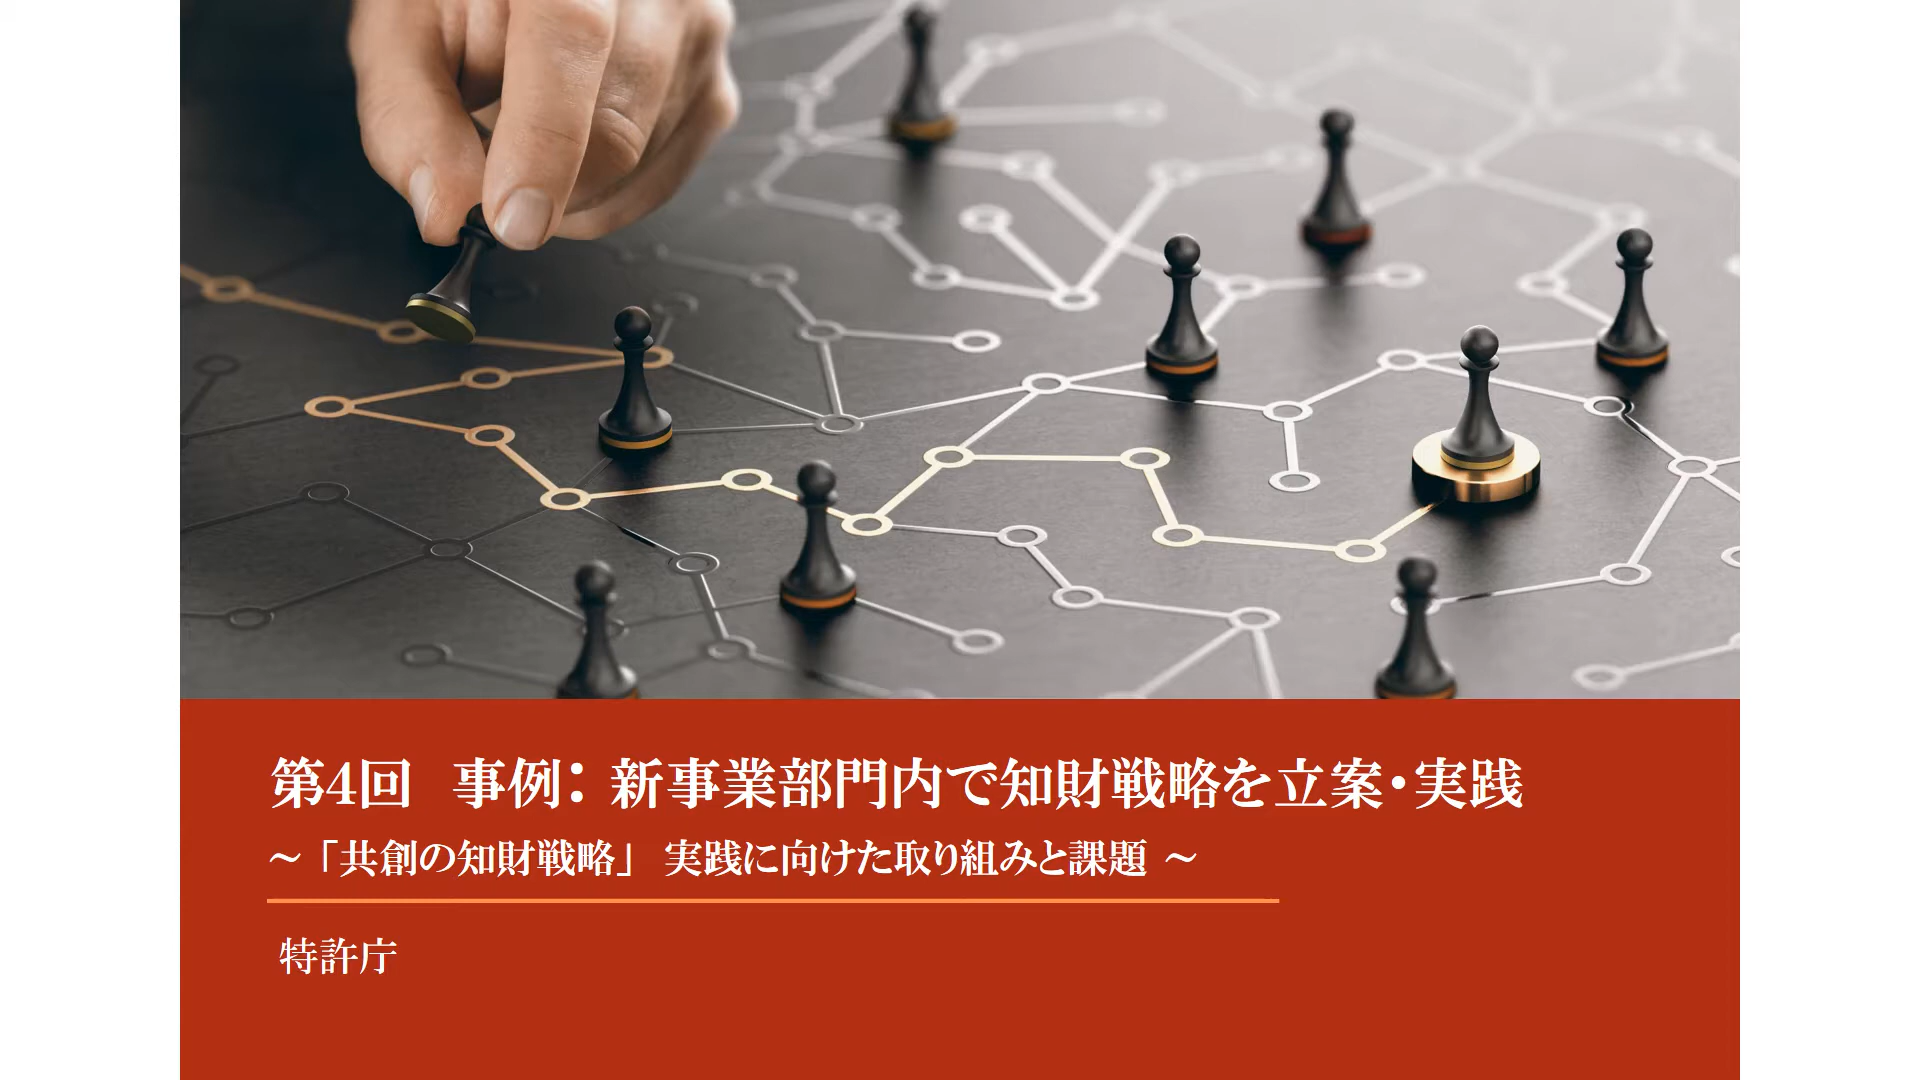 第4回　事例：新事業部門内で知財戦略を立案・実践
～「共創の知財戦略」 実践に向けた取り組みと課題 ～
特許庁